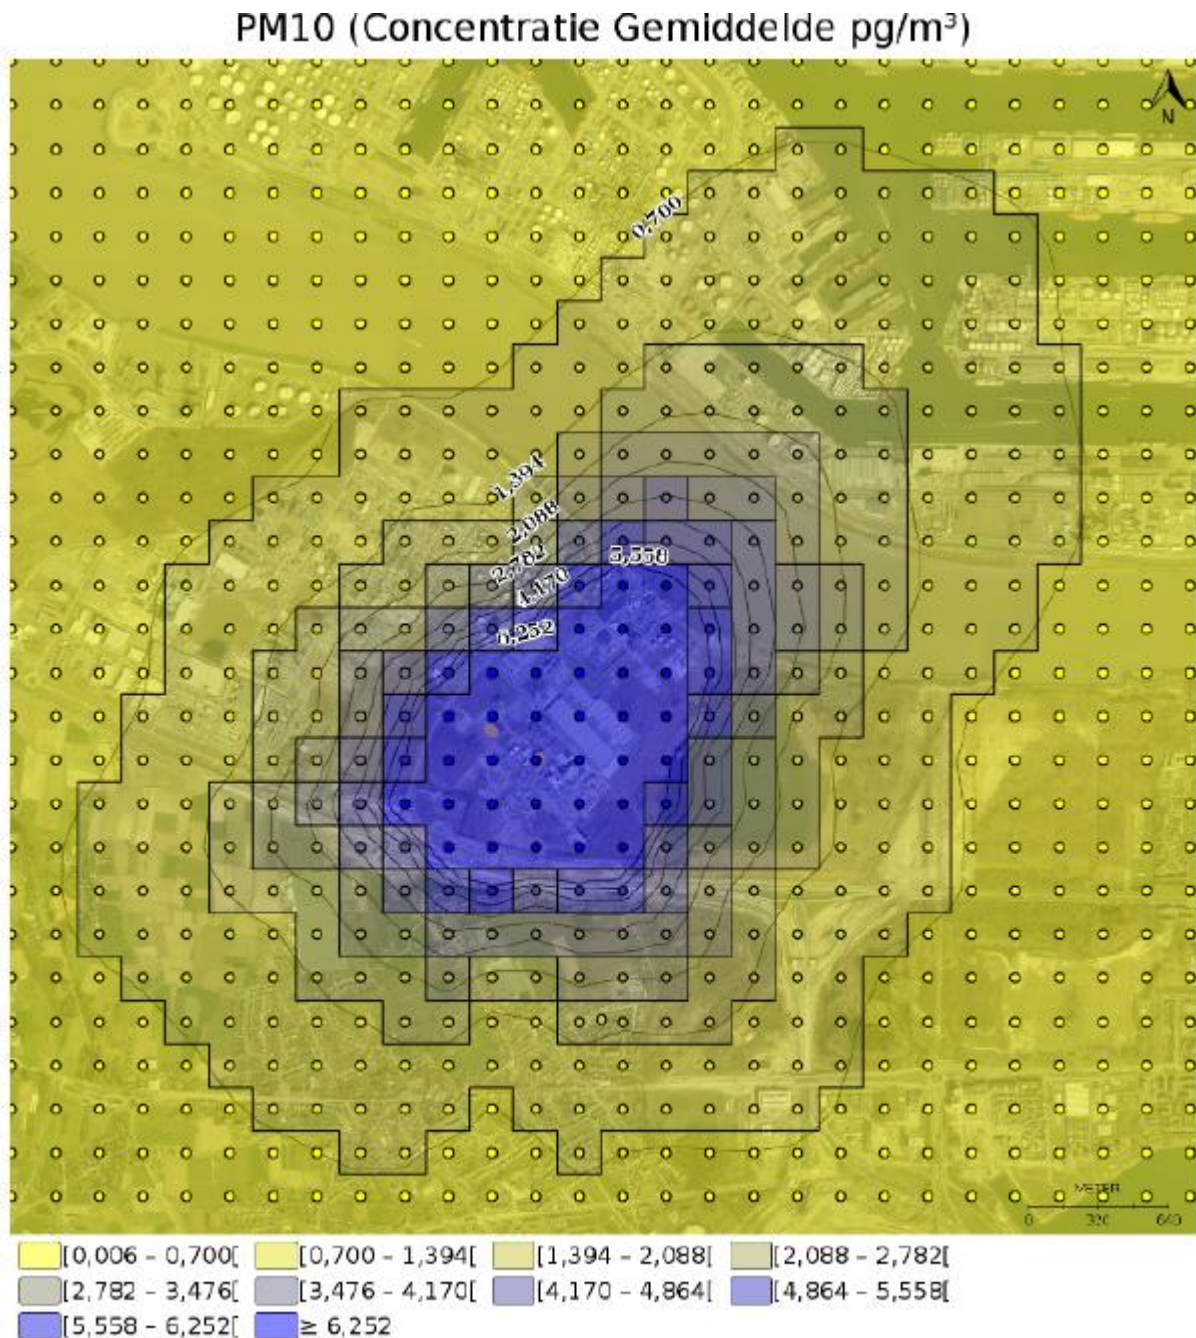 PM10 (Concentratie Gemiddelde pg/m³)
N
0,700
1,394
2,088
2,782
4,170
5,558
6,252
METER
0 320 640
[0,006 – 0,700[ [0,700 – 1,394[ [1,394 – 2,088[ [2,088 – 2,782[
[2,782 – 3,476[ [3,476 – 4,170[ [4,170 – 4,864[ [4,864 – 5,558[
[5,558 – 6,252[ ≥ 6,252